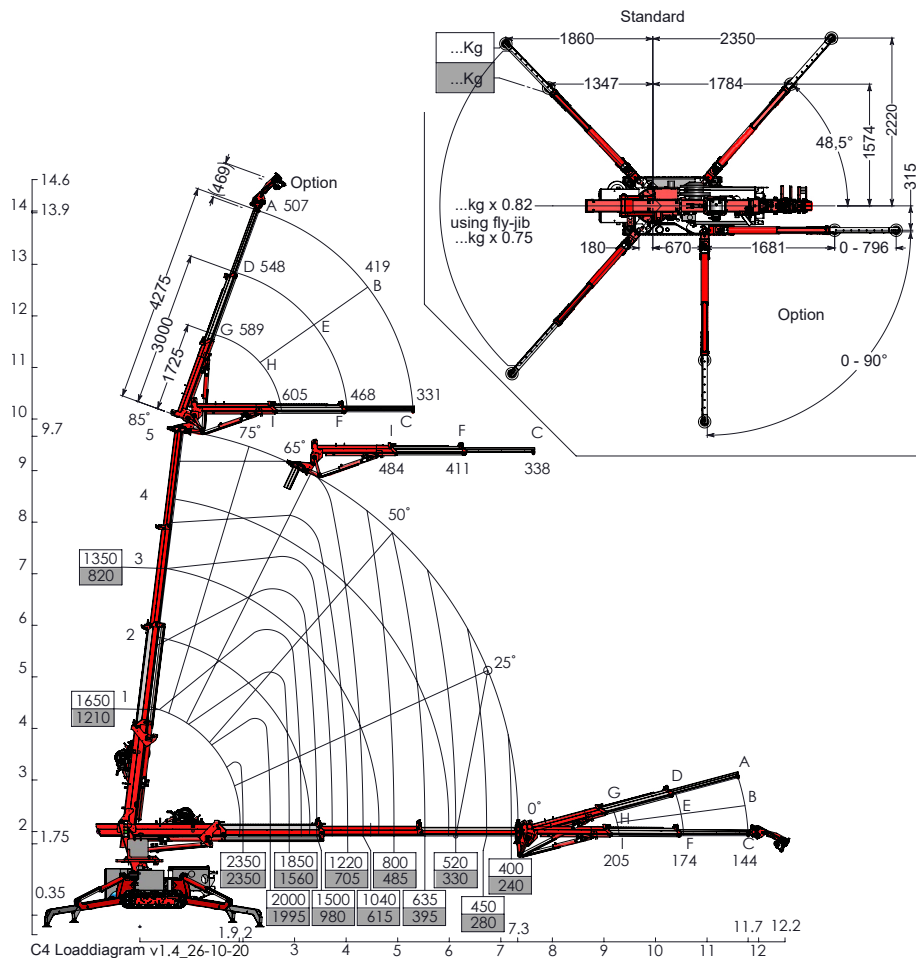 Standard
...Kg
...Kg
1860
2350
1347
1784
2220
1574
48,5°
315
...kg x 0.82
using fly-jib
...kg x 0.75
180
670
1681
0 - 796
Option
0 - 90°
14.6
14
13.9
13
12
11
10
9.7
9
8
7
6
5
4
3
2
1.75
0.35
469
Option
A 507
4275
3000
1725
D 548
419
B
G 589
E
H
605
468
331
I
F
C
85°
5
75°
65°
I
F
C
484
411
338
4
50°
1350
820
3
2
25°
1650
1210
1
0°
G
D
A
H
E
B
I
F
C
205
174
144
2350
2350
1850
1560
1220
705
800
485
520
330
400
240
2000
1995
1500
980
1040
615
635
395
450
280
1.9
2
3
4
5
6
7
7.3
8
9
10
11
11.7
12
12.2
C4 Loaddiagram v1.4_26-10-20